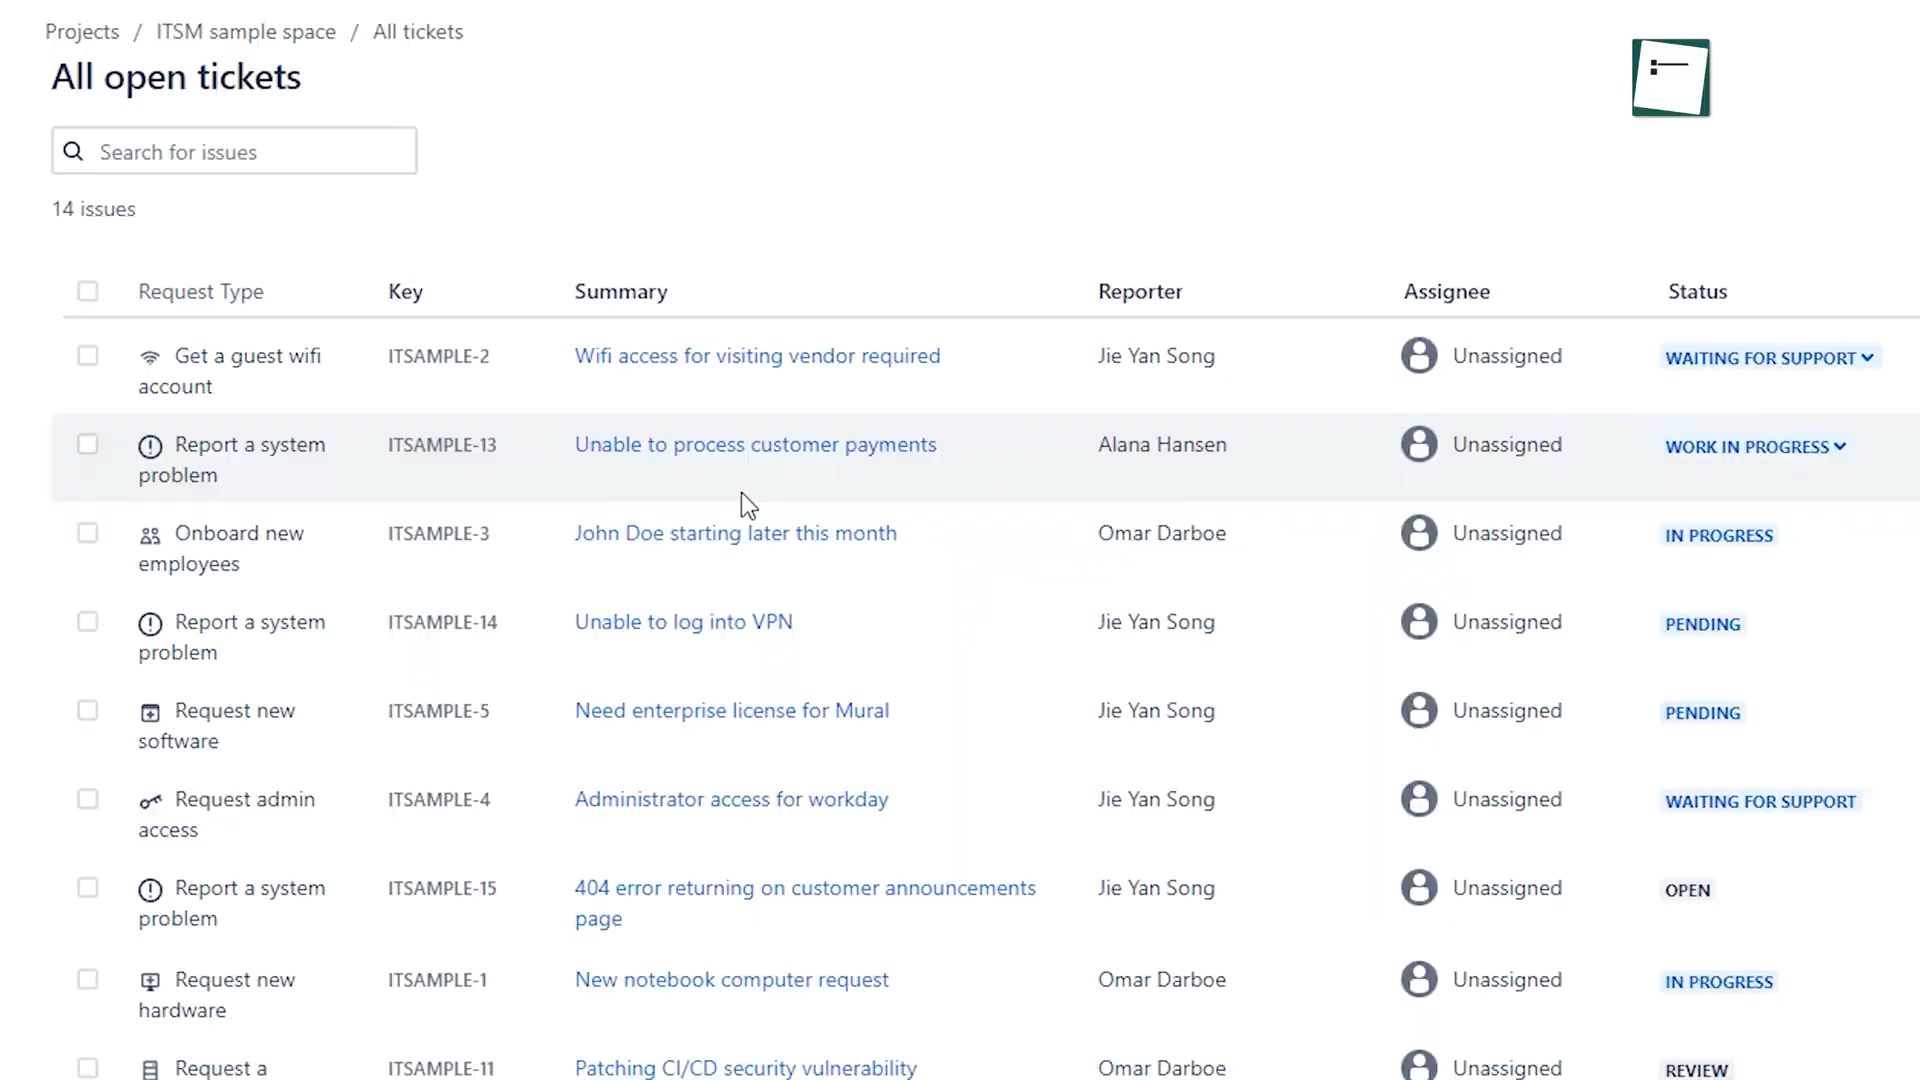 Projects / ITSM sample space / All tickets
All open tickets
Search for issues
14 issues
Request Type Key Summary Reporter Assignee Status
Get a guest wifi account ITSAMPLE-2 Wifi access for visiting vendor required Jie Yan Song Unassigned WAITING FOR SUPPORT
Report a system problem ITSAMPLE-13 Unable to process customer payments Alana Hansen Unassigned WORK IN PROGRESS
Onboard new employees ITSAMPLE-3 John Doe starting later this month Omar Darboe Unassigned IN PROGRESS
Report a system problem ITSAMPLE-14 Unable to log into VPN Jie Yan Song Unassigned PENDING
Request new software ITSAMPLE-5 Need enterprise license for Mural Jie Yan Song Unassigned PENDING
Request admin access ITSAMPLE-4 Administrator access for workday Jie Yan Song Unassigned WAITING FOR SUPPORT
Report a system problem ITSAMPLE-15 404 error returning on customer announcements page Jie Yan Song Unassigned OPEN
Request new hardware ITSAMPLE-1 New notebook computer request Omar Darboe Unassigned IN PROGRESS
Request a ITSAMPLE-11 Patching CI/CD security vulnerability Omar Darboe Unassigned REVIEW